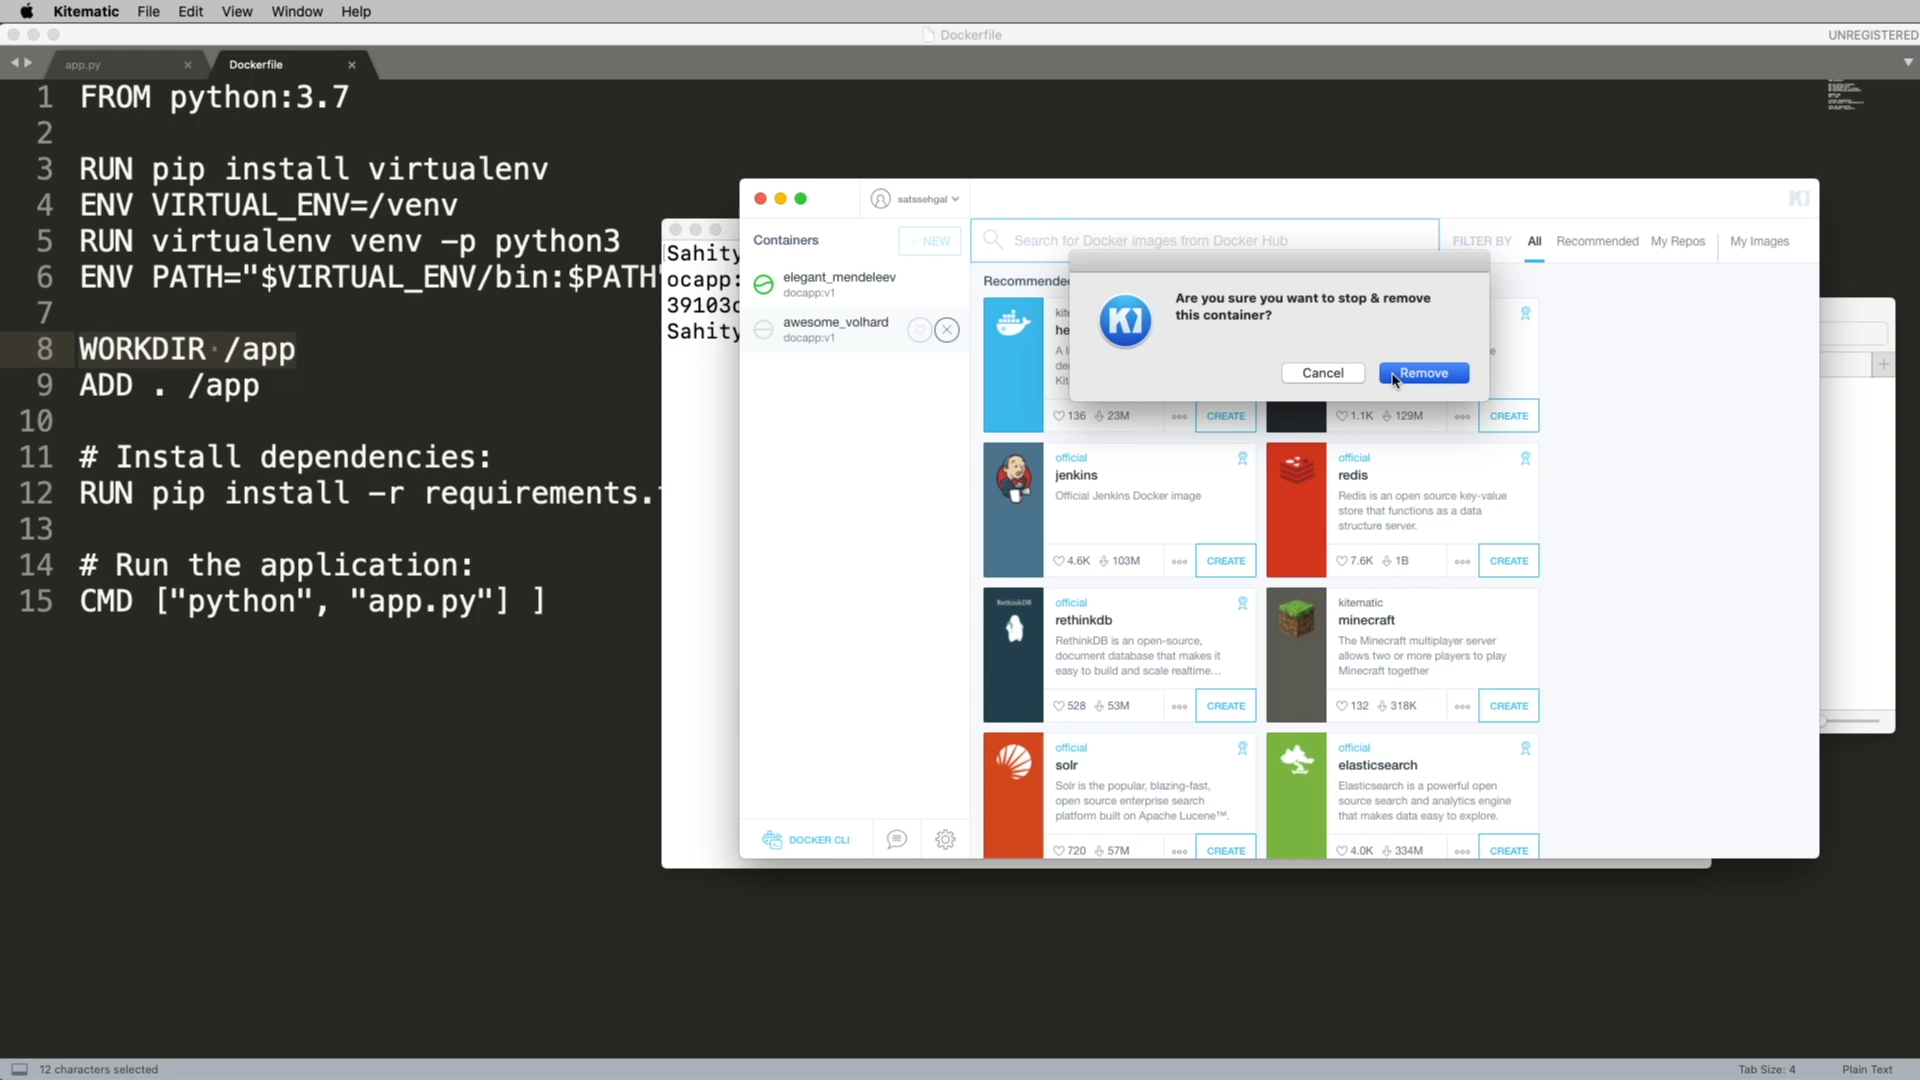 Kitematic File Edit View Window Help
Dockerfile
UNREGISTERED
app.py
Dockerfile
1 FROM python:3.7
2
3 RUN pip install virtualenv
4 ENV VIRTUAL_ENV=/venv
5 RUN virtualenv venv -p python3
6 ENV PATH="$VIRTUAL_ENV/bin:$PATH
7
8 WORKDIR /app
9 ADD . /app
10
11 # Install dependencies:
12 RUN pip install -r requirements.
13
14 # Run the application:
15 CMD ["python", "app.py"] ]
Sahity
ocapp:
39103c
Sahity
satssehgal
Containers
+ NEW
elegant_mendeleev
docapp:v1
awesome_volhard
docapp:v1
DOCKER CLI
Search for Docker images from Docker Hub
FILTER BY All Recommended My Repos My Images
Recommended
Are you sure you want to stop & remove
this container?
Cancel Remove
kite
he
A li
de
Kit
136 23M CREATE
e
1.1K 129M CREATE
official
jenkins
Official Jenkins Docker image
4.6K 103M CREATE
official
redis
Redis is an open source key-value
store that functions as a data
structure server.
7.6K 1B CREATE
RethinkDB
official
rethinkdb
RethinkDB is an open-source,
document database that makes it
easy to build and scale realtime...
528 53M CREATE
kitematic
minecraft
The Minecraft multiplayer server
allows two or more players to play
Minecraft together
132 318K CREATE
official
solr
Solr is the popular, blazing-fast,
open source enterprise search
platform built on Apache Lucene™.
720 57M CREATE
official
elasticsearch
Elasticsearch is a powerful open
source search and analytics engine
that makes data easy to explore.
4.0K 334M CREATE
12 characters selected
Tab Size: 4
Plain Text